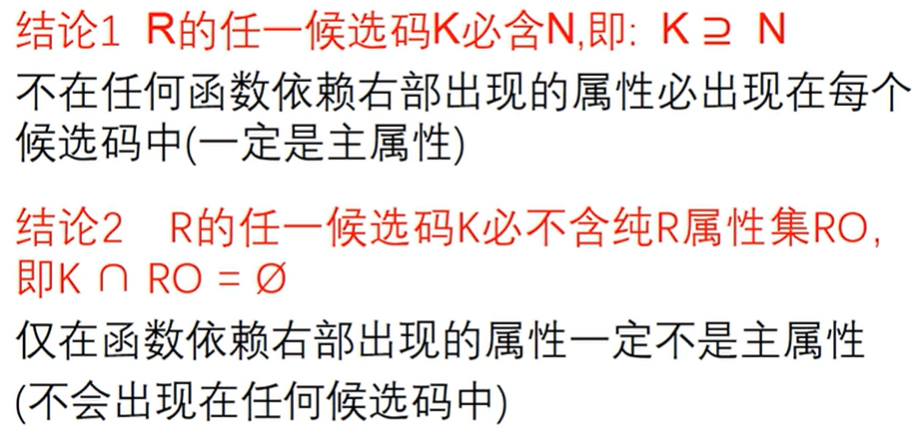 结论1 R的任一候选码K必含N,即: K ⊇ N
不在任何函数依赖右部出现的属性必出现在每个
候选码中(一定是主属性)
结论2 R的任一候选码K必不含纯R属性集RO,
即K ∩ RO = ∅
仅在函数依赖右部出现的属性一定不是主属性
(不会出现在任何候选码中)